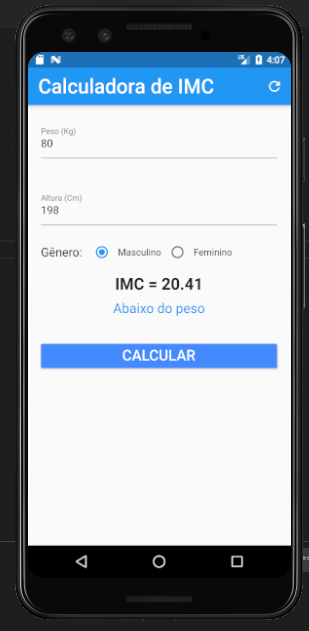 4:07
Calculadora de IMC
Peso (Kg)
80
Altura (Cm)
198
Gênero: Masculino Feminino
IMC = 20.41
Abaixo do peso
CALCULAR